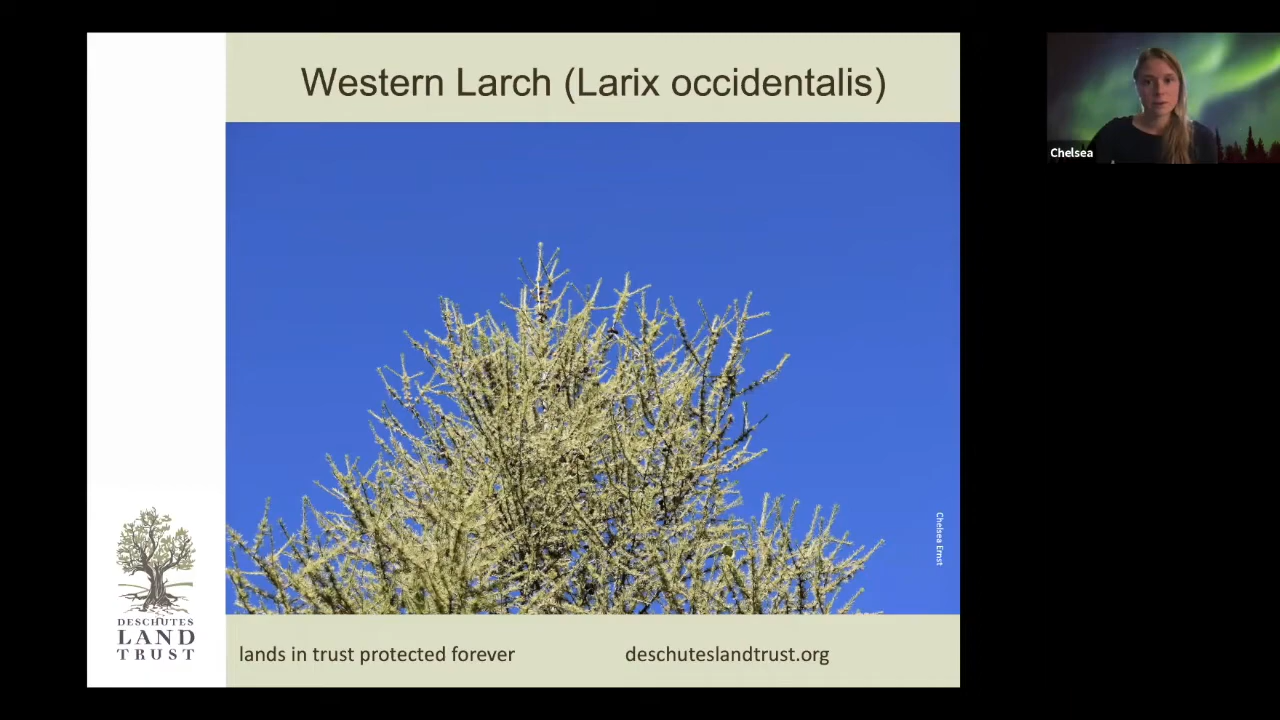 Western Larch (Larix occidentalis)
Chelsea
Chelsea Ernst
DESCHUTES
LAND
TRUST
lands in trust protected forever
deschuteslandtrust.org